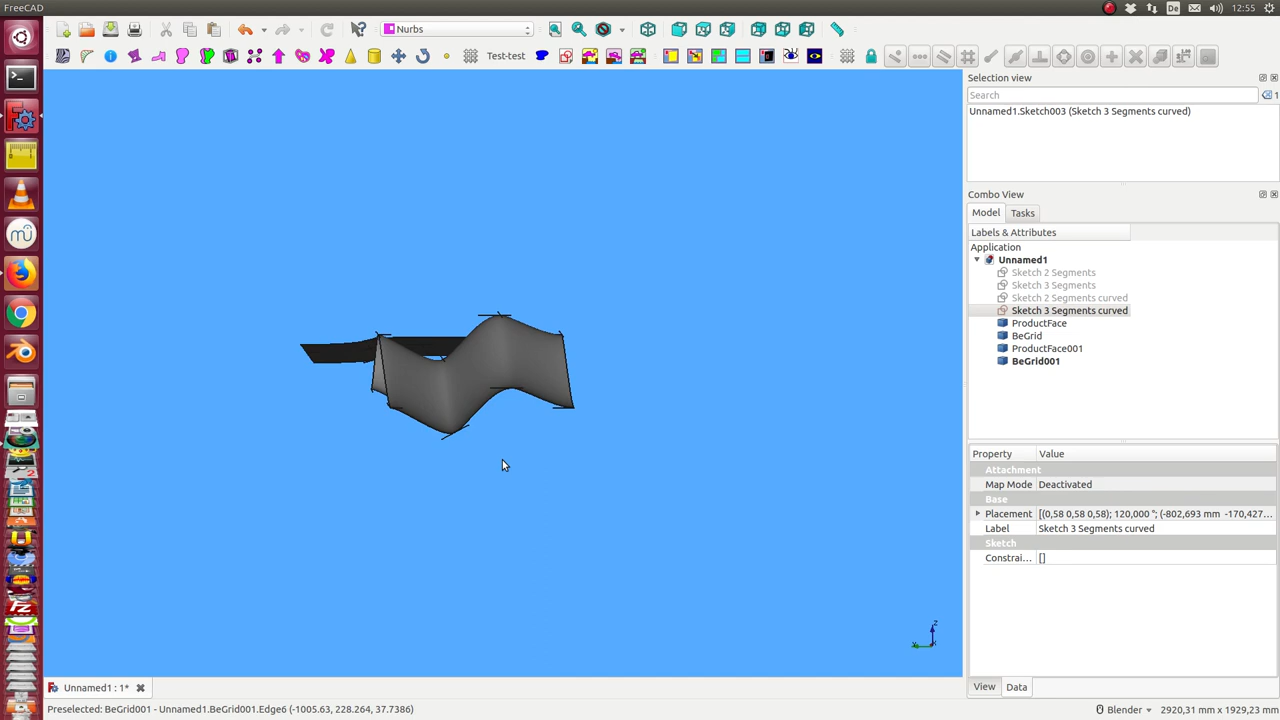 FreeCAD
De
12:55
Nurbs
Test-test
Selection view
Search
1
Unnamed1.Sketch003 (Sketch 3 Segments curved)
Combo View
Model
Tasks
Labels & Attributes
Application
Unnamed1
Sketch 2 Segments
Sketch 3 Segments
Sketch 2 Segments curved
Sketch 3 Segments curved
ProductFace
BeGrid
ProductFace001
BeGrid001
Property
Value
Attachment
Map Mode
Deactivated
Base
Placement
[(0,58 0,58 0,58); 120,000 °; (-802,693 mm -170,427...
Label
Sketch 3 Segments curved
Sketch
Constrai...
[]
z
y
x
View
Data
Unnamed1 : 1*
Preselected: BeGrid001 - Unnamed1.BeGrid001.Edge6 (-1005.63, 228.264, 37.7386)
Blender
2920,31 mm x 1929,23 mm